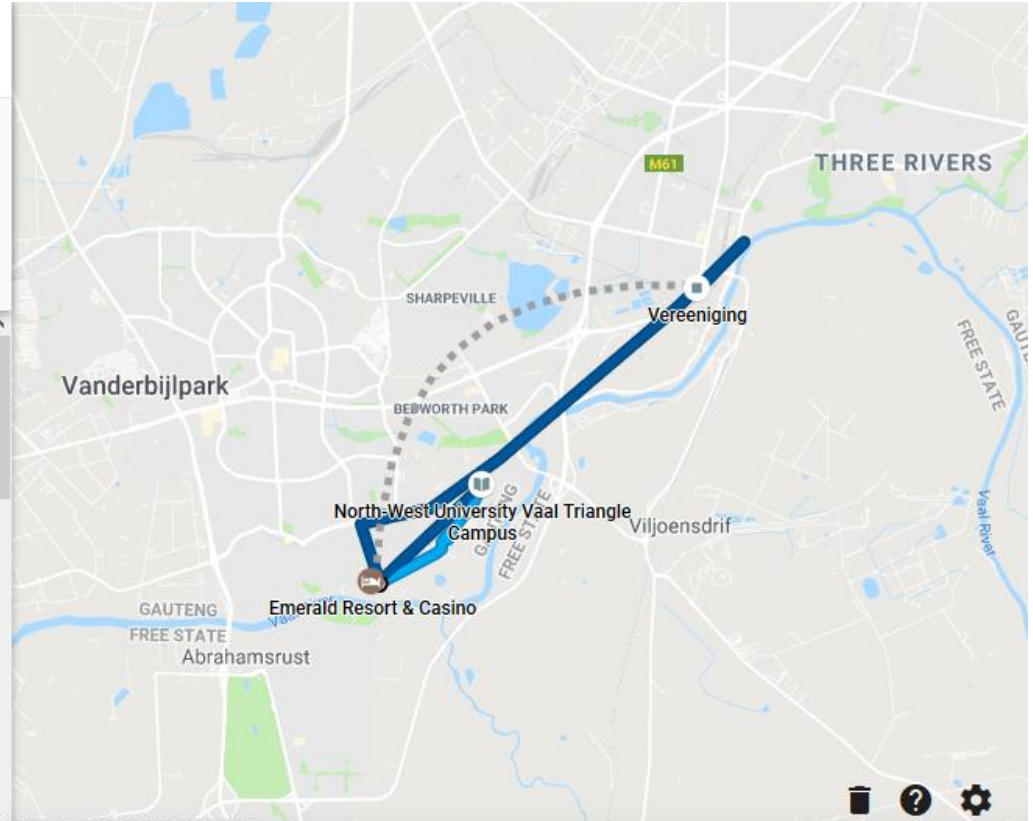 M61
THREE RIVERS
SHARPEVILLE
Vereeniging
FREE STATE
Vanderbijlpark
BEDWORTH PARK
North-West University Vaal Triangle
Campus
GAUTENG
FREE STATE
Viljoensdrif
Vaal River
Emerald Resort & Casino
GAUTENG
FREE STATE
Abrahamsrust